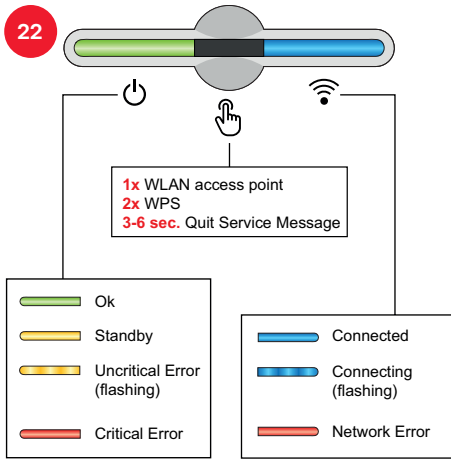 22
1x WLAN access point
2x WPS
3-6 sec. Quit Service Message
Ok
Standby
Uncritical Error
(flashing)
Critical Error
Connected
Connecting
(flashing)
Network Error